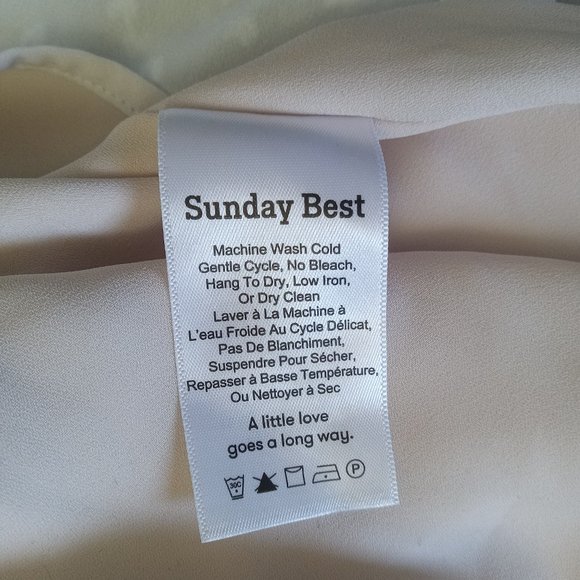 Sunday Best
Machine Wash Cold
Gentle Cycle, No Bleach,
Hang To Dry, Low Iron,
Or Dry Clean
Laver à La Machine à
L'eau Froide Au Cycle Délicat,
Pas De Blanchiment,
Suspendre Pour Sécher,
Repasser à Basse Température,
Ou Nettoyer à Sec
A little love
goes a long way.
30C P